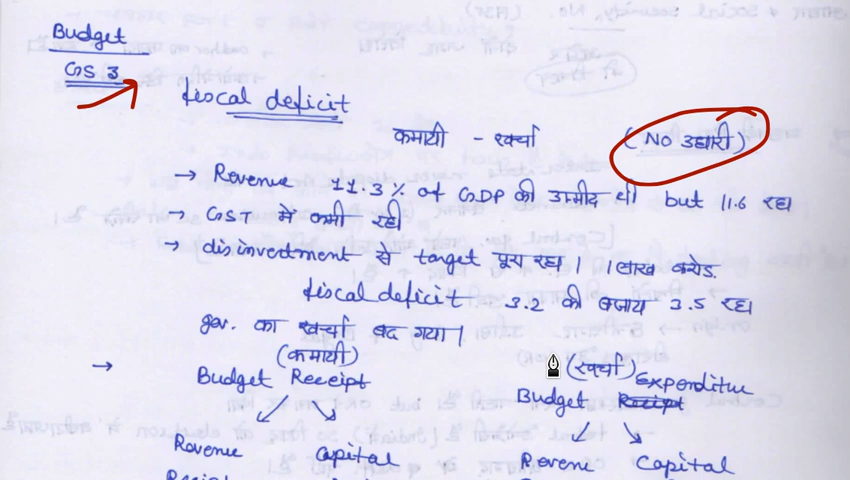 Budget
GS 3
fiscal deficit
कमायी - खर्चा (NO उधारी)
→ Revenue 11.3% of GDP की उम्मीद थी but 11.6 रहा
→ GST में कमी रही
→ disinvertment से target पूरा रहा। 1लाख करोड़
fiscal deficit 3.2 की बजाय 3.5 रहा
gov. का खर्चा बढ़ गया।
→ (कमायी) (खर्चा)
Budget Receipt Budget Receipt Expenditure
Revenue Capital Revenue Capital